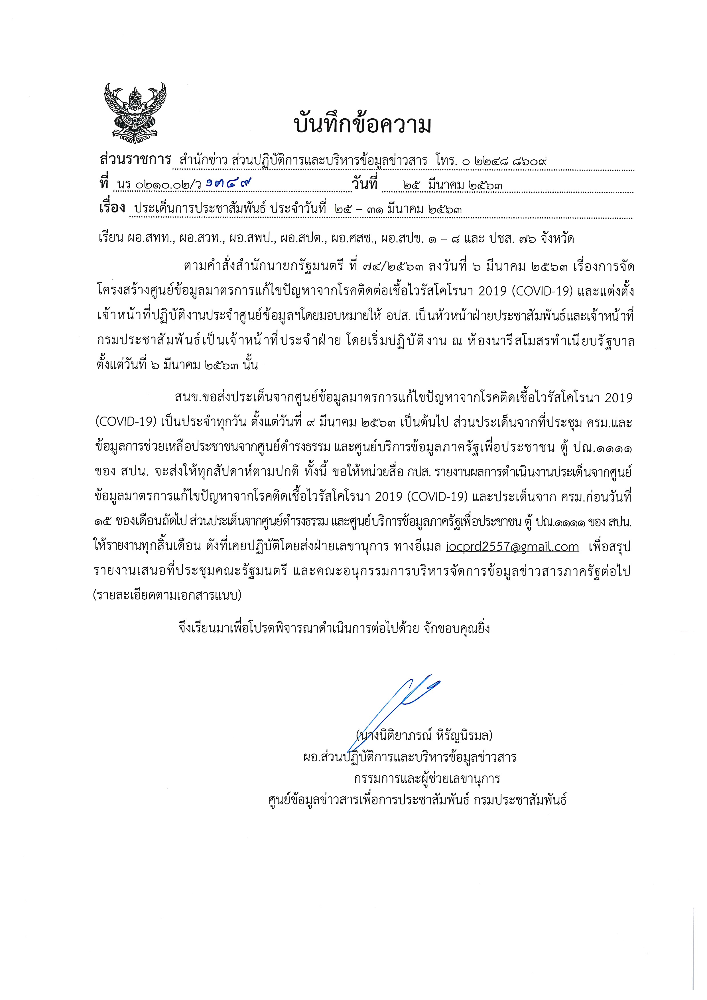 บันทึกข้อความ
ส่วนราชการ สำนักข่าว ส่วนปฏิบัติการและบริหารข้อมูลข่าวสาร โทร. ๐ ๒๒๔๘ ๘๖๐๙
ที่ นร ๐๒๑๐.๐๒/ว ๑๓๔๙ วันที่ ๒๕ มีนาคม ๒๕๖๓
เรื่อง ประเด็นการประชาสัมพันธ์ ประจำวันที่ ๒๕ – ๓๑ มีนาคม ๒๕๖๓
เรียน ผอ.สทท., ผอ.สวท., ผอ.สพป., ผอ.สปต., ผอ.ศสช., ผอ.สปข. ๑ – ๘ และ ปชส. ๗๖ จังหวัด
ตามคำสั่งสำนักนายกรัฐมนตรี ที่ ๗๔/๒๕๖๓ ลงวันที่ ๖ มีนาคม ๒๕๖๓ เรื่องการจัด
โครงสร้างศูนย์ข้อมูลมาตรการแก้ไขปัญหาจากโรคติดต่อเชื้อไวรัสโคโรนา 2019 (COVID-19) และแต่งตั้ง
เจ้าหน้าที่ปฏิบัติงานประจำศูนย์ข้อมูลฯโดยมอบหมายให้ อปส. เป็นหัวหน้าฝ่ายประชาสัมพันธ์และเจ้าหน้าที่
กรมประชาสัมพันธ์เป็นเจ้าหน้าที่ประจำฝ่าย โดยเริ่มปฏิบัติงาน ณ ห้องนารีสโมสรทำเนียบรัฐบาล
ตั้งแต่วันที่ ๖ มีนาคม ๒๕๖๓ นั้น
สนข.ขอส่งประเด็นจากศูนย์ข้อมูลมาตรการแก้ไขปัญหาจากโรคติดเชื้อไวรัสโคโรนา 2019
(COVID-19) เป็นประจำทุกวัน ตั้งแต่วันที่ ๙ มีนาคม ๒๕๖๓ เป็นต้นไป ส่วนประเด็นจากที่ประชุม ครม.และ
ข้อมูลการช่วยเหลือประชาชนจากศูนย์ดำรงธรรม และศูนย์บริการข้อมูลภาครัฐเพื่อประชาชน ตู้ ปณ.๑๑๑๑
ของ สปน. จะส่งให้ทุกสัปดาห์ตามปกติ ทั้งนี้ ขอให้หน่วยสื่อ กปส. รายงานผลการดำเนินงานประเด็นจากศูนย์
ข้อมูลมาตรการแก้ไขปัญหาจากโรคติดเชื้อไวรัสโคโรนา 2019 (COVID-19) และประเด็นจาก ครม.ก่อนวันที่
๑๕ ของเดือนถัดไป ส่วนประเด็นจากศูนย์ดำรงธรรม และศูนย์บริการข้อมูลภาครัฐเพื่อประชาชน ตู้ ปณ.๑๑๑๑ ของ สปน.
ให้รายงานทุกสิ้นเดือน ดังที่เคยปฏิบัติโดยส่งฝ่ายเลขานุการ ทางอีเมล iocprd2557@gmail.com เพื่อสรุป
รายงานเสนอที่ประชุมคณะรัฐมนตรี และคณะอนุกรรมการบริหารจัดการข้อมูลข่าวสารภาครัฐต่อไป
(รายละเอียดตามเอกสารแนบ)
จึงเรียนมาเพื่อโปรดพิจารณาดำเนินการต่อไปด้วย จักขอบคุณยิ่ง
(นางนิติยาภรณ์ หิรัญนิรมล)
ผอ.ส่วนปฏิบัติการและบริหารข้อมูลข่าวสาร
กรรมการและผู้ช่วยเลขานุการ
ศูนย์ข้อมูลข่าวสารเพื่อการประชาสัมพันธ์ กรมประชาสัมพันธ์